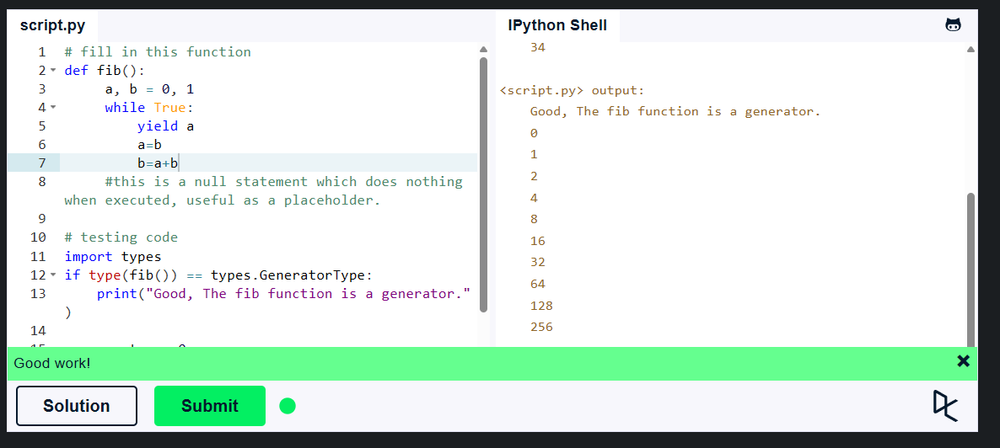 script.py
1 # fill in this function
2 def fib():
3 a, b = 0, 1
4 while True:
5 yield a
6 a=b
7 b=a+b
8 #this is a null statement which does nothing
when executed, useful as a placeholder.
9
10 # testing code
11 import types
12 if type(fib()) == types.GeneratorType:
13 print("Good, The fib function is a generator."
)
14
IPython Shell
34
<script.py> output:
Good, The fib function is a generator.
0
1
2
4
8
16
32
64
128
256
Good work!
Solution
Submit